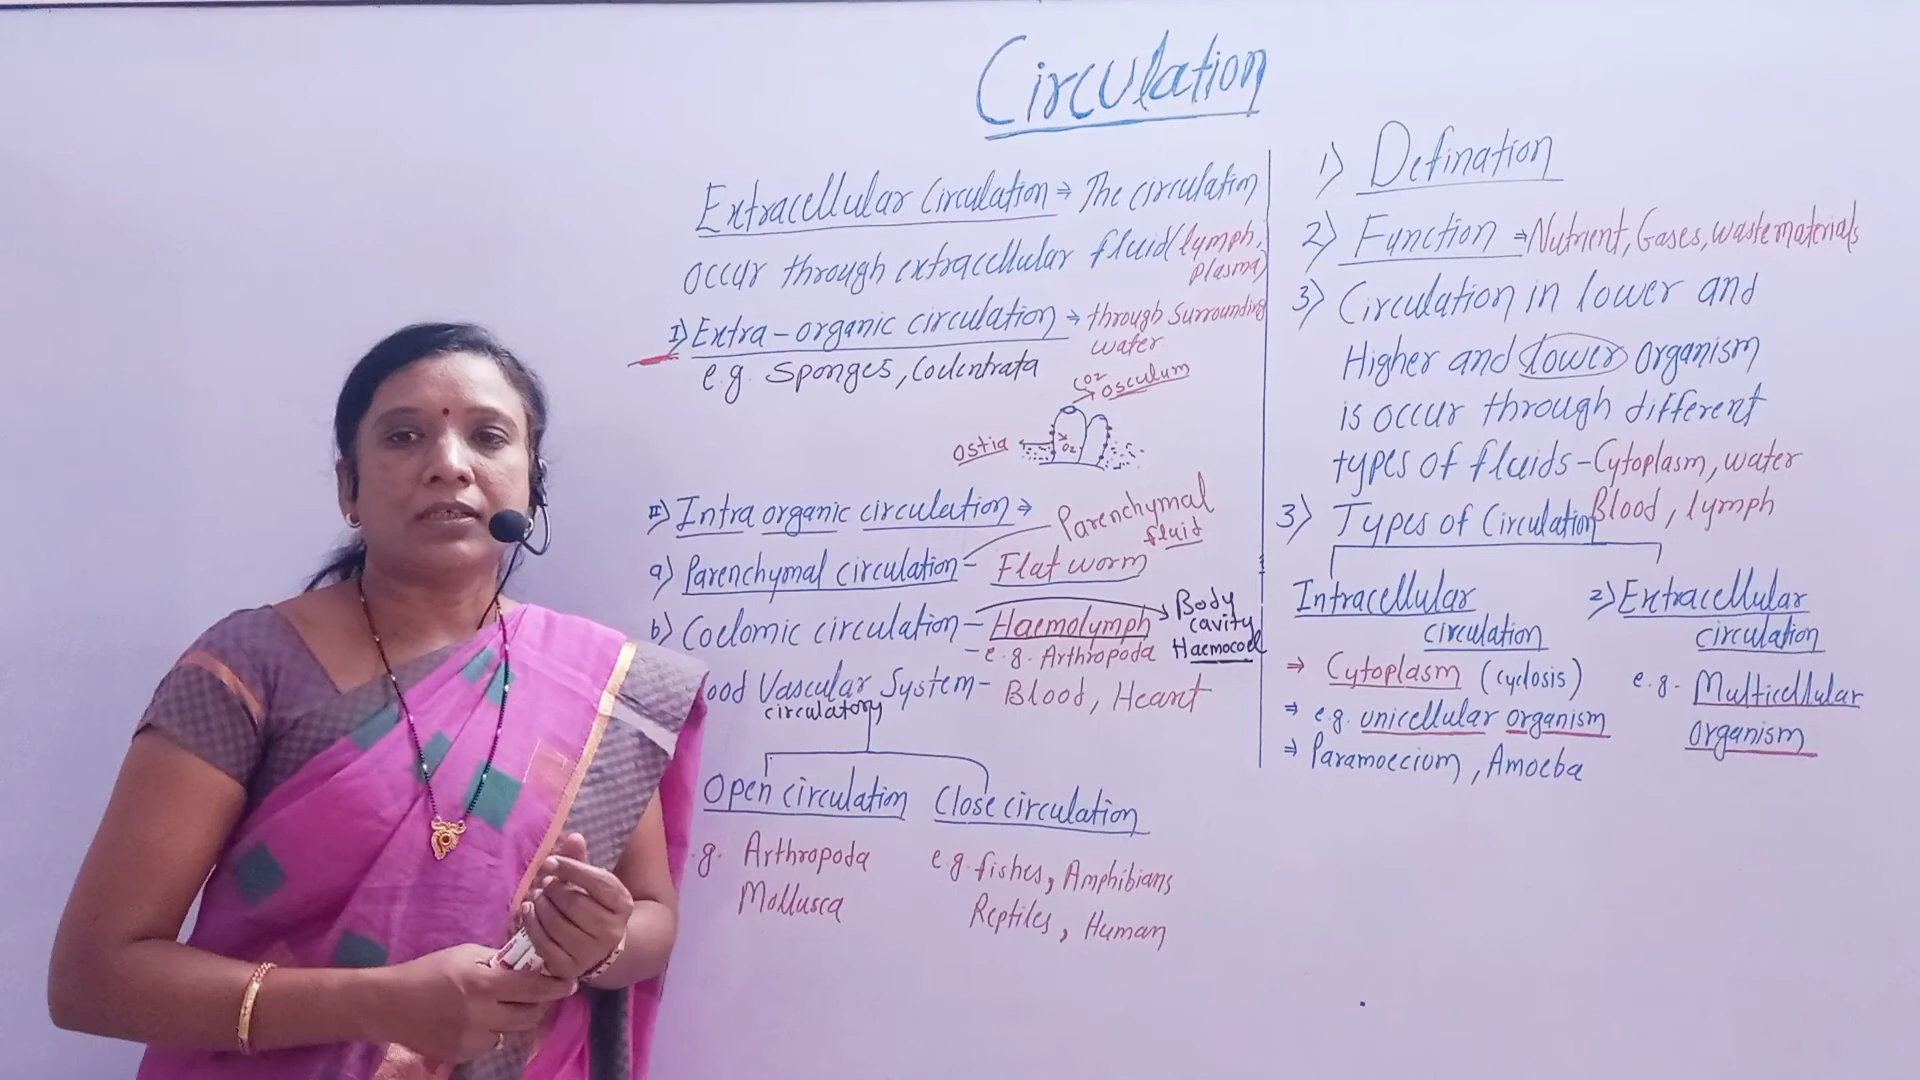 Circulation
Extracellular Circulation ⇒ The circulation
occur through extracellular fluid (lymph,
plasma)
I) Extra-organic circulation ⇒ through Surrounding
water
e.g. Sponges, Coelentrata
CO2
→ osculum
Ostia
O2
II) Intra organic circulation ⇒
Parenchymal
fluid
a) Parenchymal circulation - Flat worm
b) Coelomic circulation - Haemolymph
- e.g. Arthropoda
Body
cavity
Haemocoel
ood Vascular System - Blood, Heart
circulatory
Open circulation
.g. Arthropoda
Mollusca
Close circulation
e.g. fishes, Amphibians
Reptiles, Human
1) Defination
2) Function ⇒ Nutrient, Gases, waste materials
3) Circulation in lower and
Higher and lower organism
is occur through different
types of fluids - Cytoplasm, water
Blood, lymph
3) Types of Circulation
Intracellular
circulation
⇒ Cytoplasm (cyclosis)
⇒ e.g. unicellular organism
⇒ Paramoecium, Amoeba
2) Extracellular
circulation
e.g. Multicellular
organism